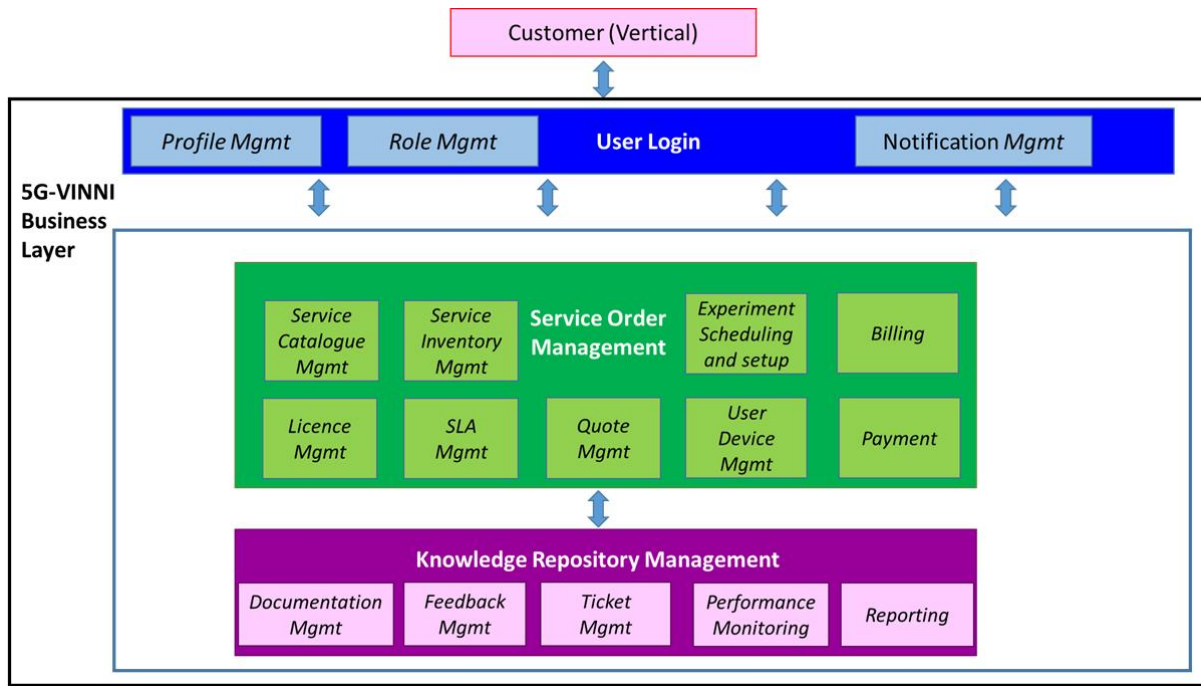 Customer (Vertical)
Profile Mgmt
Role Mgmt
User Login
Notification Mgmt
5G-VINNI
Business
Layer
Service
Catalogue
Mgmt
Service
Inventory
Mgmt
Service Order
Management
Experiment
Scheduling
and setup
Billing
Licence
Mgmt
SLA
Mgmt
Quote
Mgmt
User
Device
Mgmt
Payment
Knowledge Repository Management
Documentation
Mgmt
Feedback
Mgmt
Ticket
Mgmt
Performance
Monitoring
Reporting